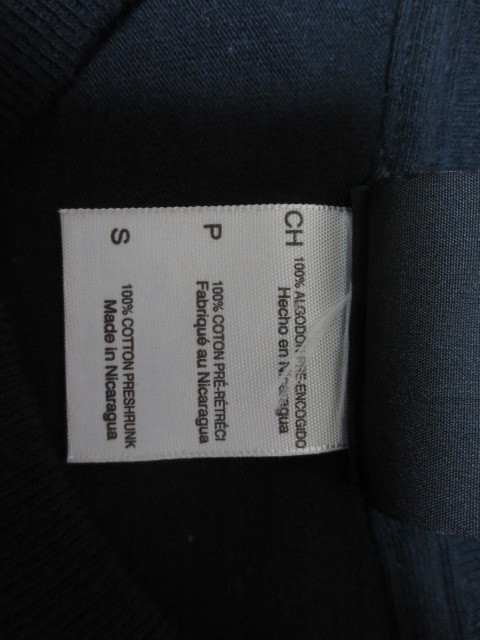 S
100% COTTON PRESHRUNK
Made in Nicaragua
P
100% COTON PRÉ-RÉTRÉCI
Fabriqué au Nicaragua
CH
100% ALGODON PRE-ENCOGIDO
Hecho en Nicaragua